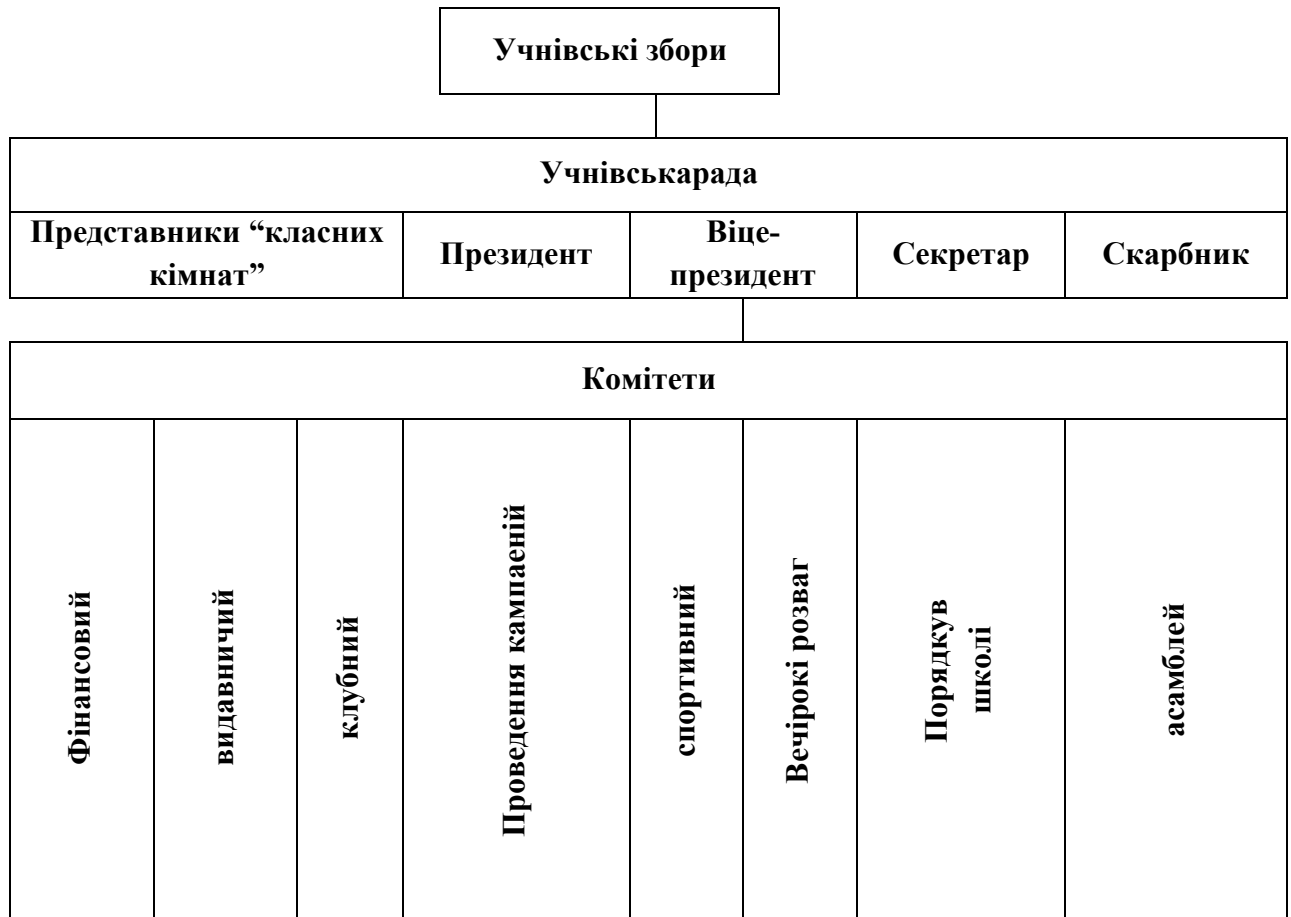 Учнівські збори
Учнівськарада
Представники “класних
кімнат”
Президент
Віце-
президент
Секретар
Скарбник
Комітети
Фінансовий
видавничий
клубний
Проведення кампаеній
спортивний
Вечірокі розваг
Порядкув
школі
асамблей